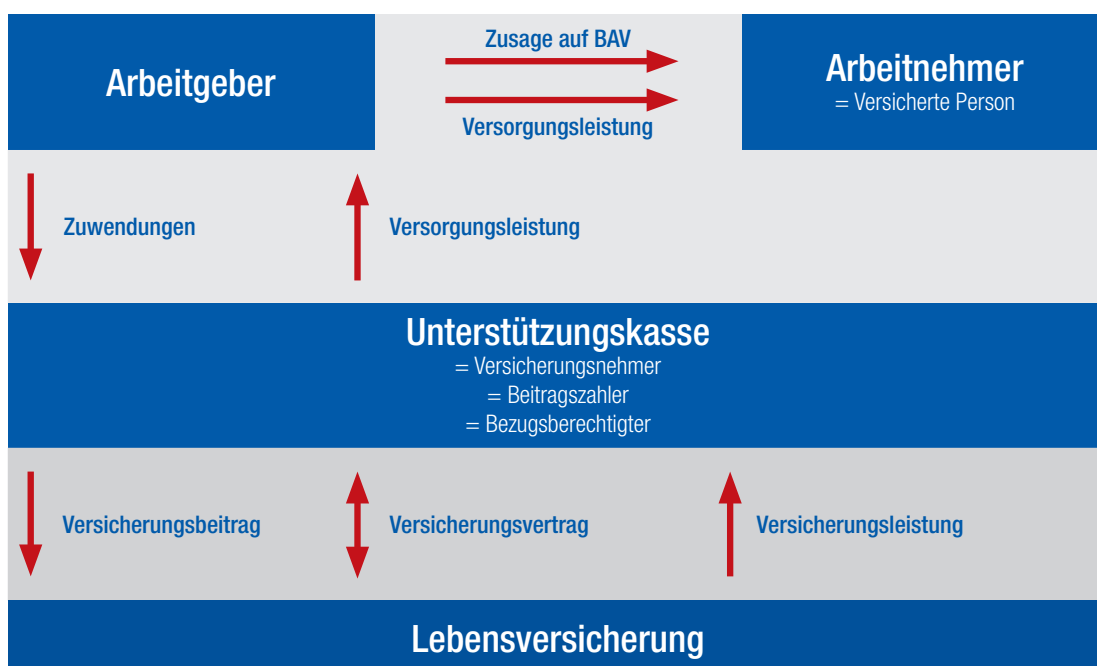 Arbeitgeber
Zusage auf BAV
Versorgungsleistung
Arbeitnehmer
= Versicherte Person
Zuwendungen
Versorgungsleistung
Unterstützungskasse
= Versicherungsnehmer
= Beitragszahler
= Bezugsberechtigter
Versicherungsbeitrag
Versicherungsvertrag
Versicherungsleistung
Lebensversicherung